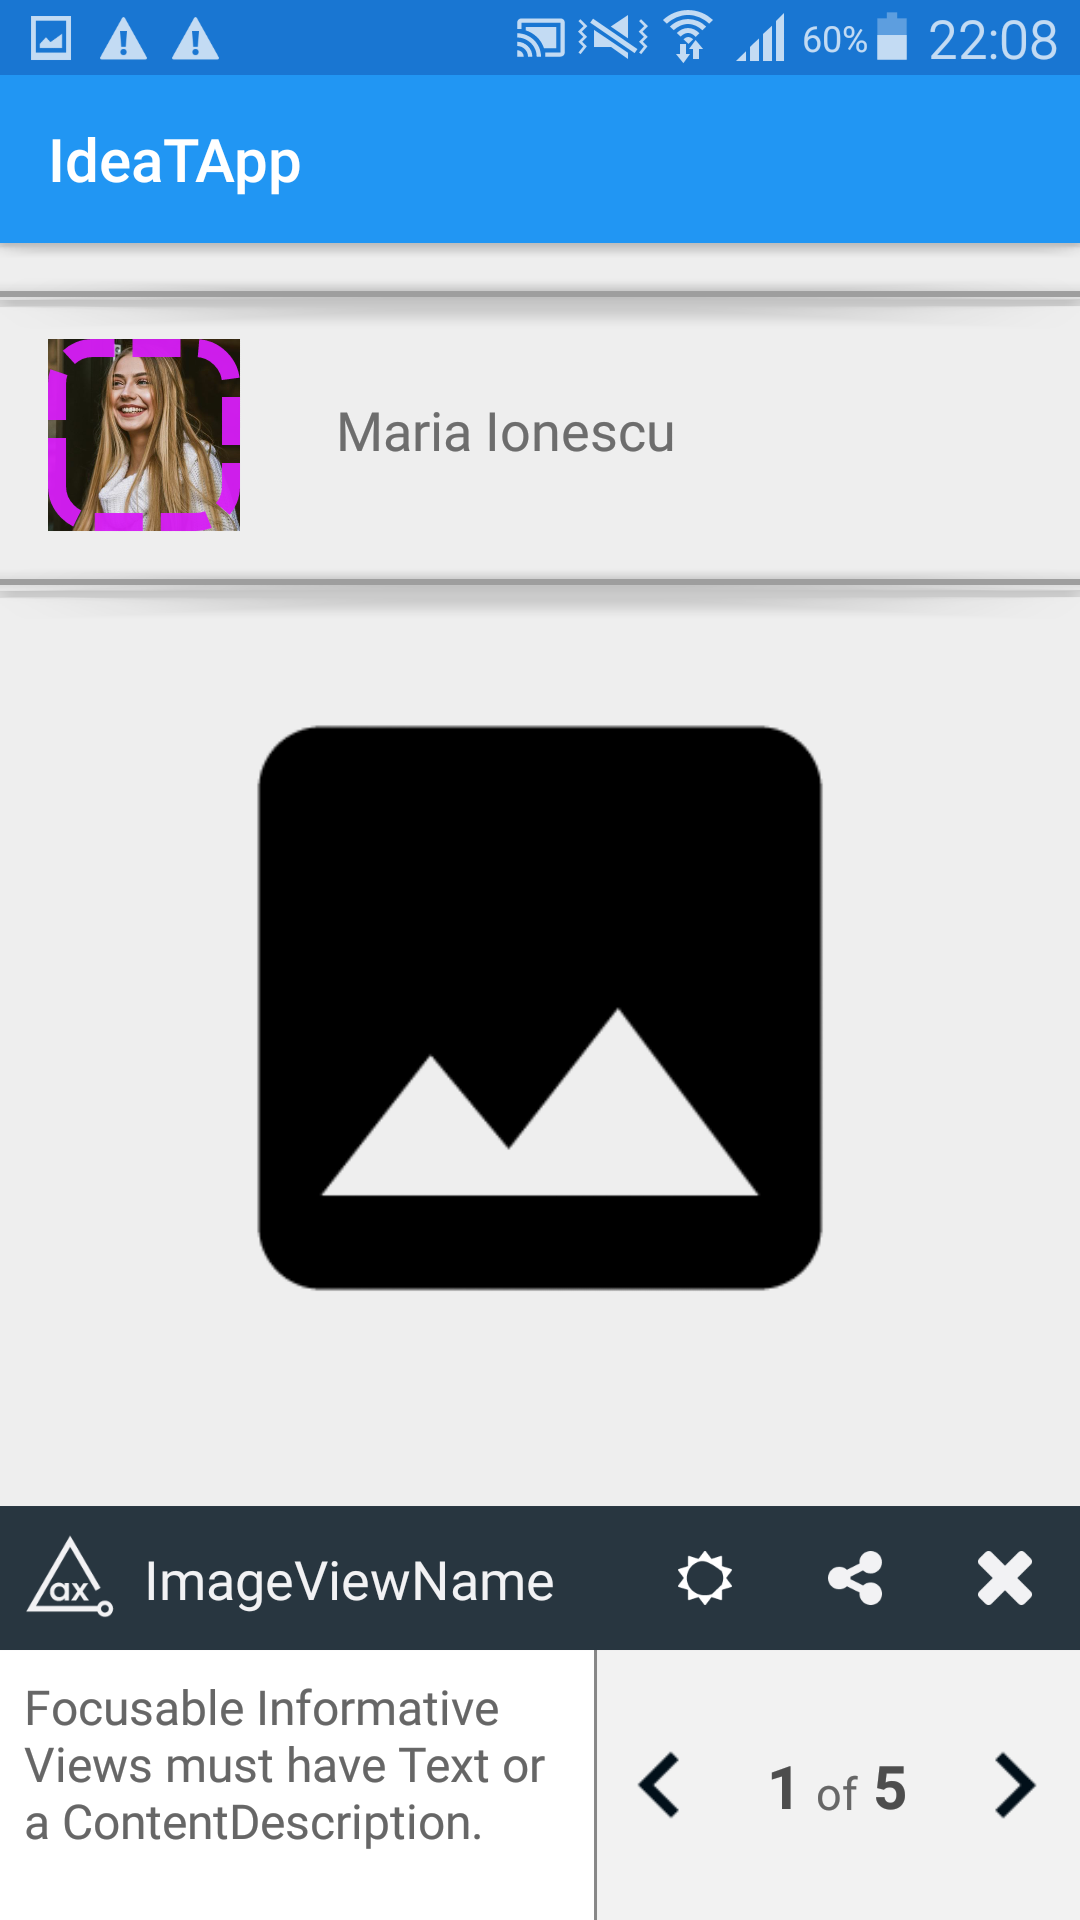 60% 22:08
IdeaTApp
Maria Ionescu
ax ImageViewName
Focusable Informative
Views must have Text or
a ContentDescription.
1 of 5